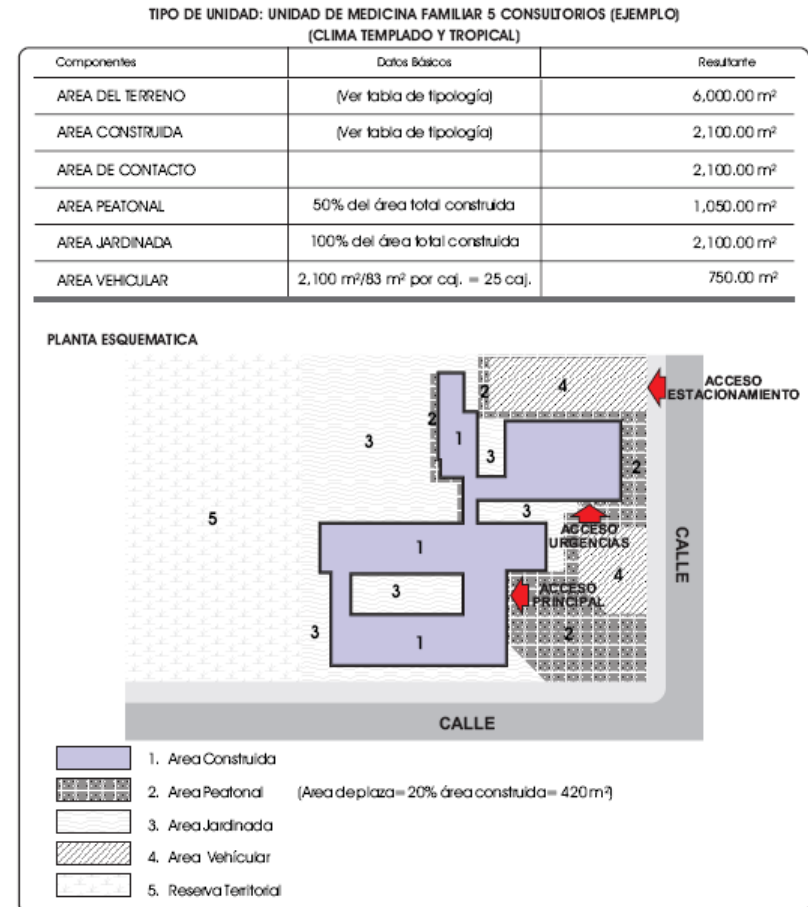 TIPO DE UNIDAD: UNIDAD DE MEDICINA FAMILIAR 5 CONSULTORIOS (EJEMPLO)
(CLIMA TEMPLADO Y TROPICAL)
Componentes Datos Básicos Resultante
AREA DEL TERRENO (Ver tabla de tipología) 6,000.00 m²
AREA CONSTRUIDA (Ver tabla de tipología) 2,100.00 m²
AREA DE CONTACTO 2,100.00 m²
AREA PEATONAL 50% del área total construida 1,050.00 m²
AREA JARDINADA 100% del área total construida 2,100.00 m²
AREA VEHICULAR 2,100 m²/83 m² por caj. = 25 caj. 750.00 m²
PLANTA ESQUEMATICA
ACCESO
ESTACIONAMIENTO
4
2
2
1
3
3
2
3
5
ACCESO
URGENCIAS
1
4
CALLE
3
ACCESO
PRINCIPAL
3
1
2
CALLE
1. Area Construida
2. Area Peatonal (Area de plaza= 20% área construida= 420 m²)
3. Area Jardinada
4. Area Vehícular
5. Reserva Territorial